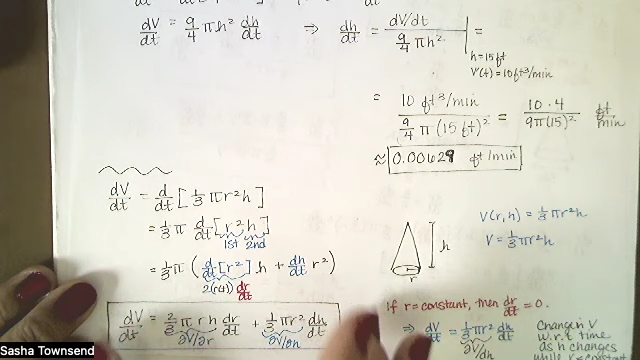 dV/dt = 9/4 πh² dh/dt ⇒ dh/dt = dV/dt / 9/4 πh² | =
h = 15 ft
V'(t) = 10 ft³/min
= 10 ft³/min / 9/4 π(15 ft)² = 10·4 / 9π(15)² ft/min
≈ 0.00629 ft/min
dV/dt = d/dt [1/3 πr²h]
= 1/3 π d/dt [r²h]
1st 2nd
= 1/3 π (d/dt[r²] h + dh/dt r²)
2r(t) dr/dt
dV/dt = 2/3 π r h dr/dt + 1/3 πr² dh/dt
∂V/∂r ∂V/∂h
h
r
V(r, h) = 1/3 πr²h
V = 1/3 πr²h
if r = constant, then dr/dt = 0.
⇒ dV/dt = 1/3 πr² dh/dt
∂V/∂h
Change in V
w.r.t. time
as h changes
while r = constant
Sasha Townsend